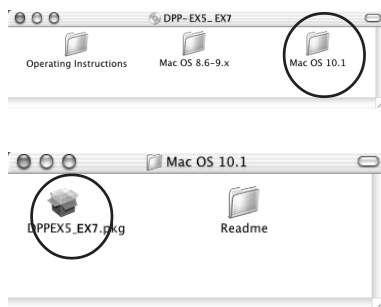 DPP-EX5_EX7
Operating Instructions
Mac OS 8.6-9.x
Mac OS 10.1
Mac OS 10.1
DPPEX5_EX7.pkg
Readme